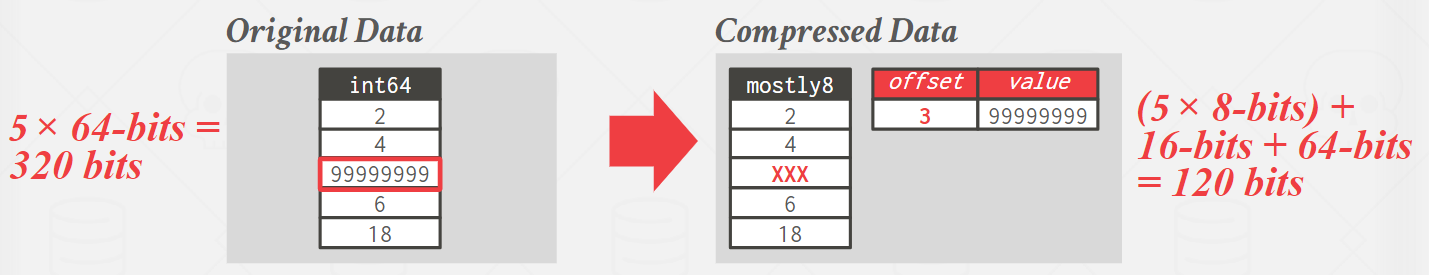 Original Data
5 × 64-bits =
320 bits
int64
2
4
99999999
6
18
Compressed Data
mostly8
2
4
XXX
6
18
offset value
3 99999999
(5 × 8-bits) +
16-bits + 64-bits
= 120 bits